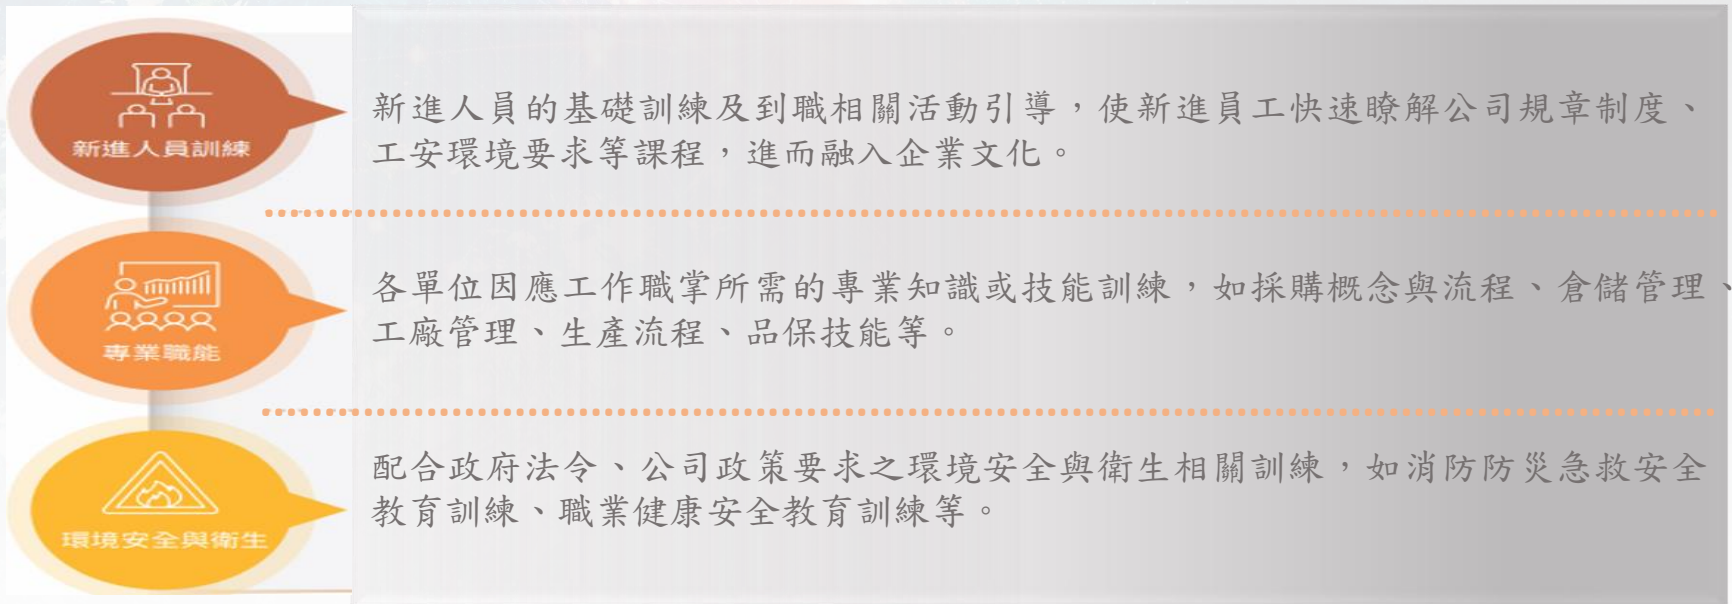 新進人員訓練
新進人員的基礎訓練及到職相關活動引導，使新進員工快速瞭解公司規章制度、
工安環境要求等課程，進而融入企業文化。
專業職能
各單位因應工作職掌所需的專業知識或技能訓練，如採購概念與流程、倉儲管理、
工廠管理、生產流程、品保技能等。
環境安全與衛生
配合政府法令、公司政策要求之環境安全與衛生相關訓練，如消防防災急救安全
教育訓練、職業健康安全教育訓練等。